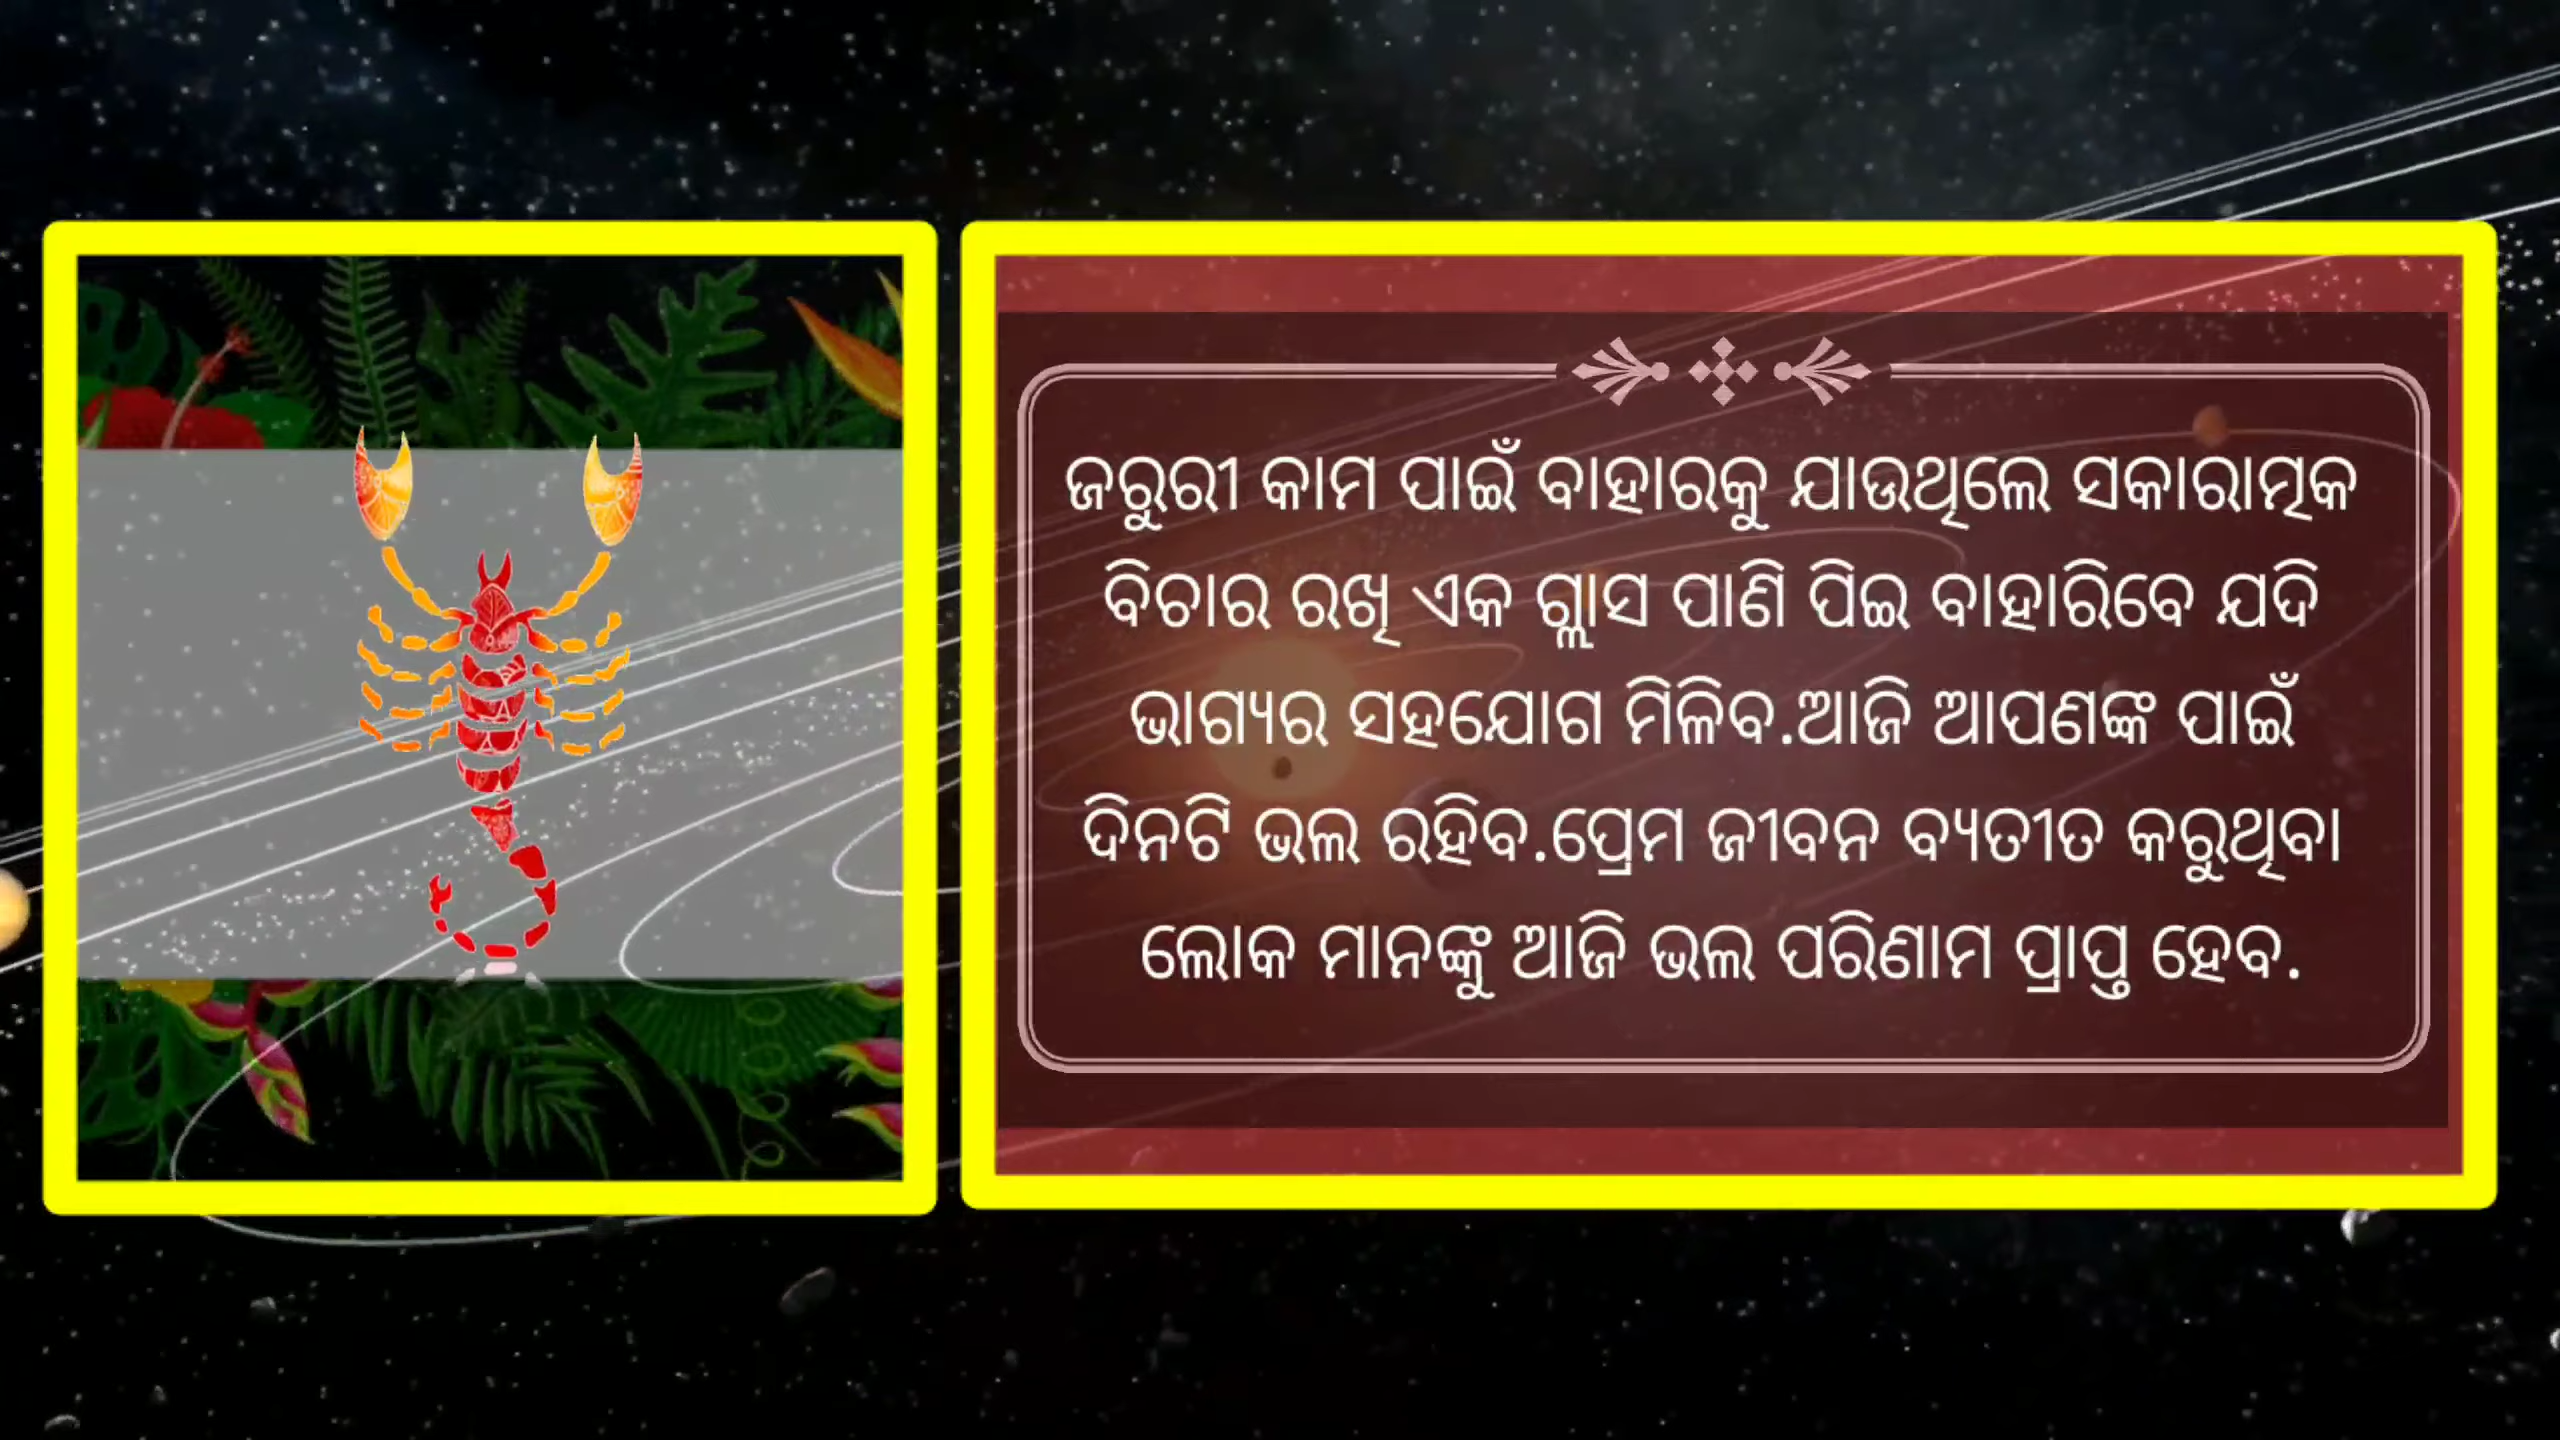 ଜରୁରୀ କାମ ପାଇଁ ବାହାରକୁ ଯାଉଥିଲେ ସକାରାତ୍ମକ
ବିଚାର ରଖି ଏକ ଗ୍ଲାସ ପାଣି ପିଇ ବାହାରିବେ ଯଦି
ଭାଗ୍ୟର ସହଯୋଗ ମିଳିବ.ଆଜି ଆପଣଙ୍କ ପାଇଁ
ଦିନଟି ଭଲ ରହିବ.ପ୍ରେମ ଜୀବନ ବ୍ୟତୀତ କରୁଥିବା
ଲୋକ ମାନଙ୍କୁ ଆଜି ଭଲ ପରିଣାମ ପ୍ରାପ୍ତ ହେବ.